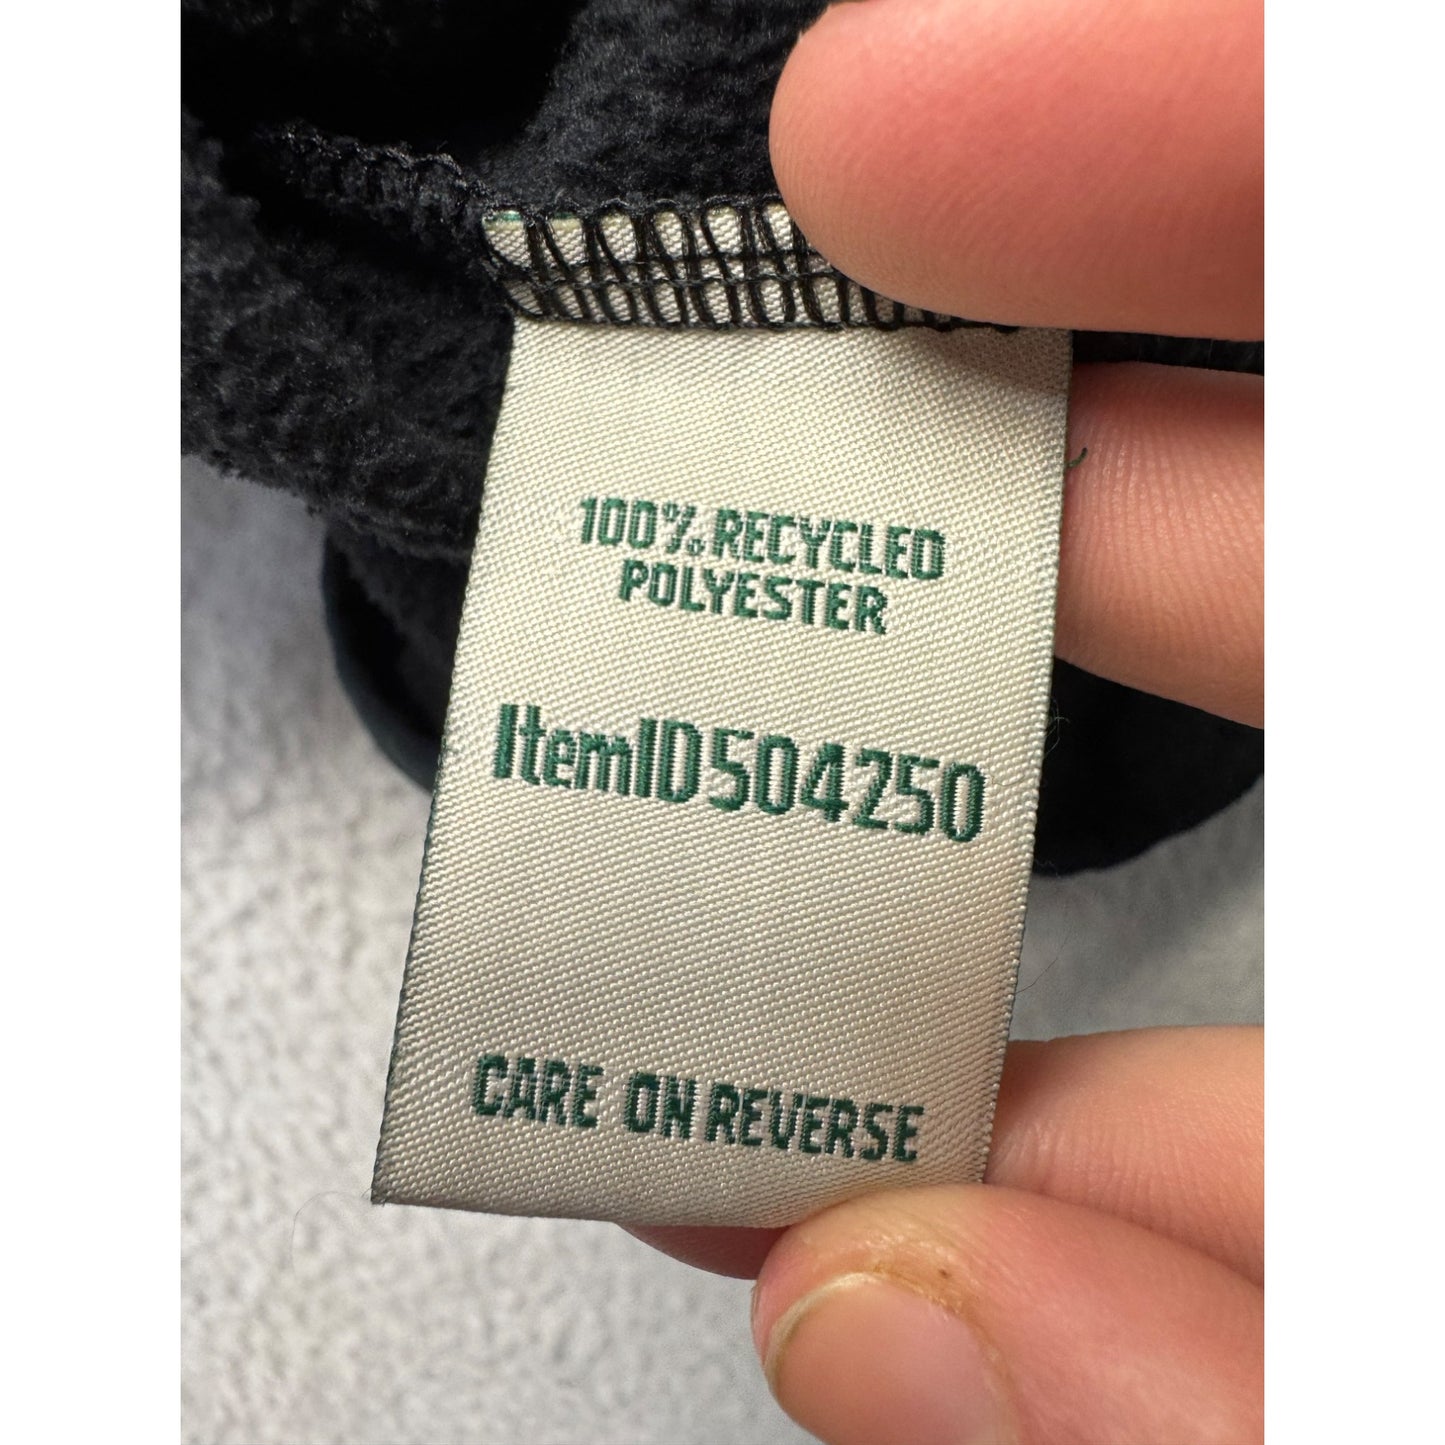 100% RECYCLED
POLYESTER
ItemID504250
CARE ON REVERSE